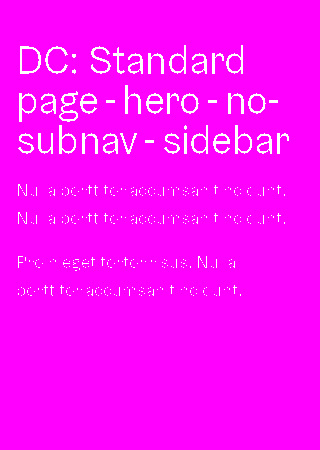 DC: Standard
page - hero - no-
subnav - sidebar
Nulla porttitor accumsan tincidunt.
Nulla porttitor accumsan tincidunt.
Proin eget tortor risus. Nulla
porttitor accumsan tincidunt.